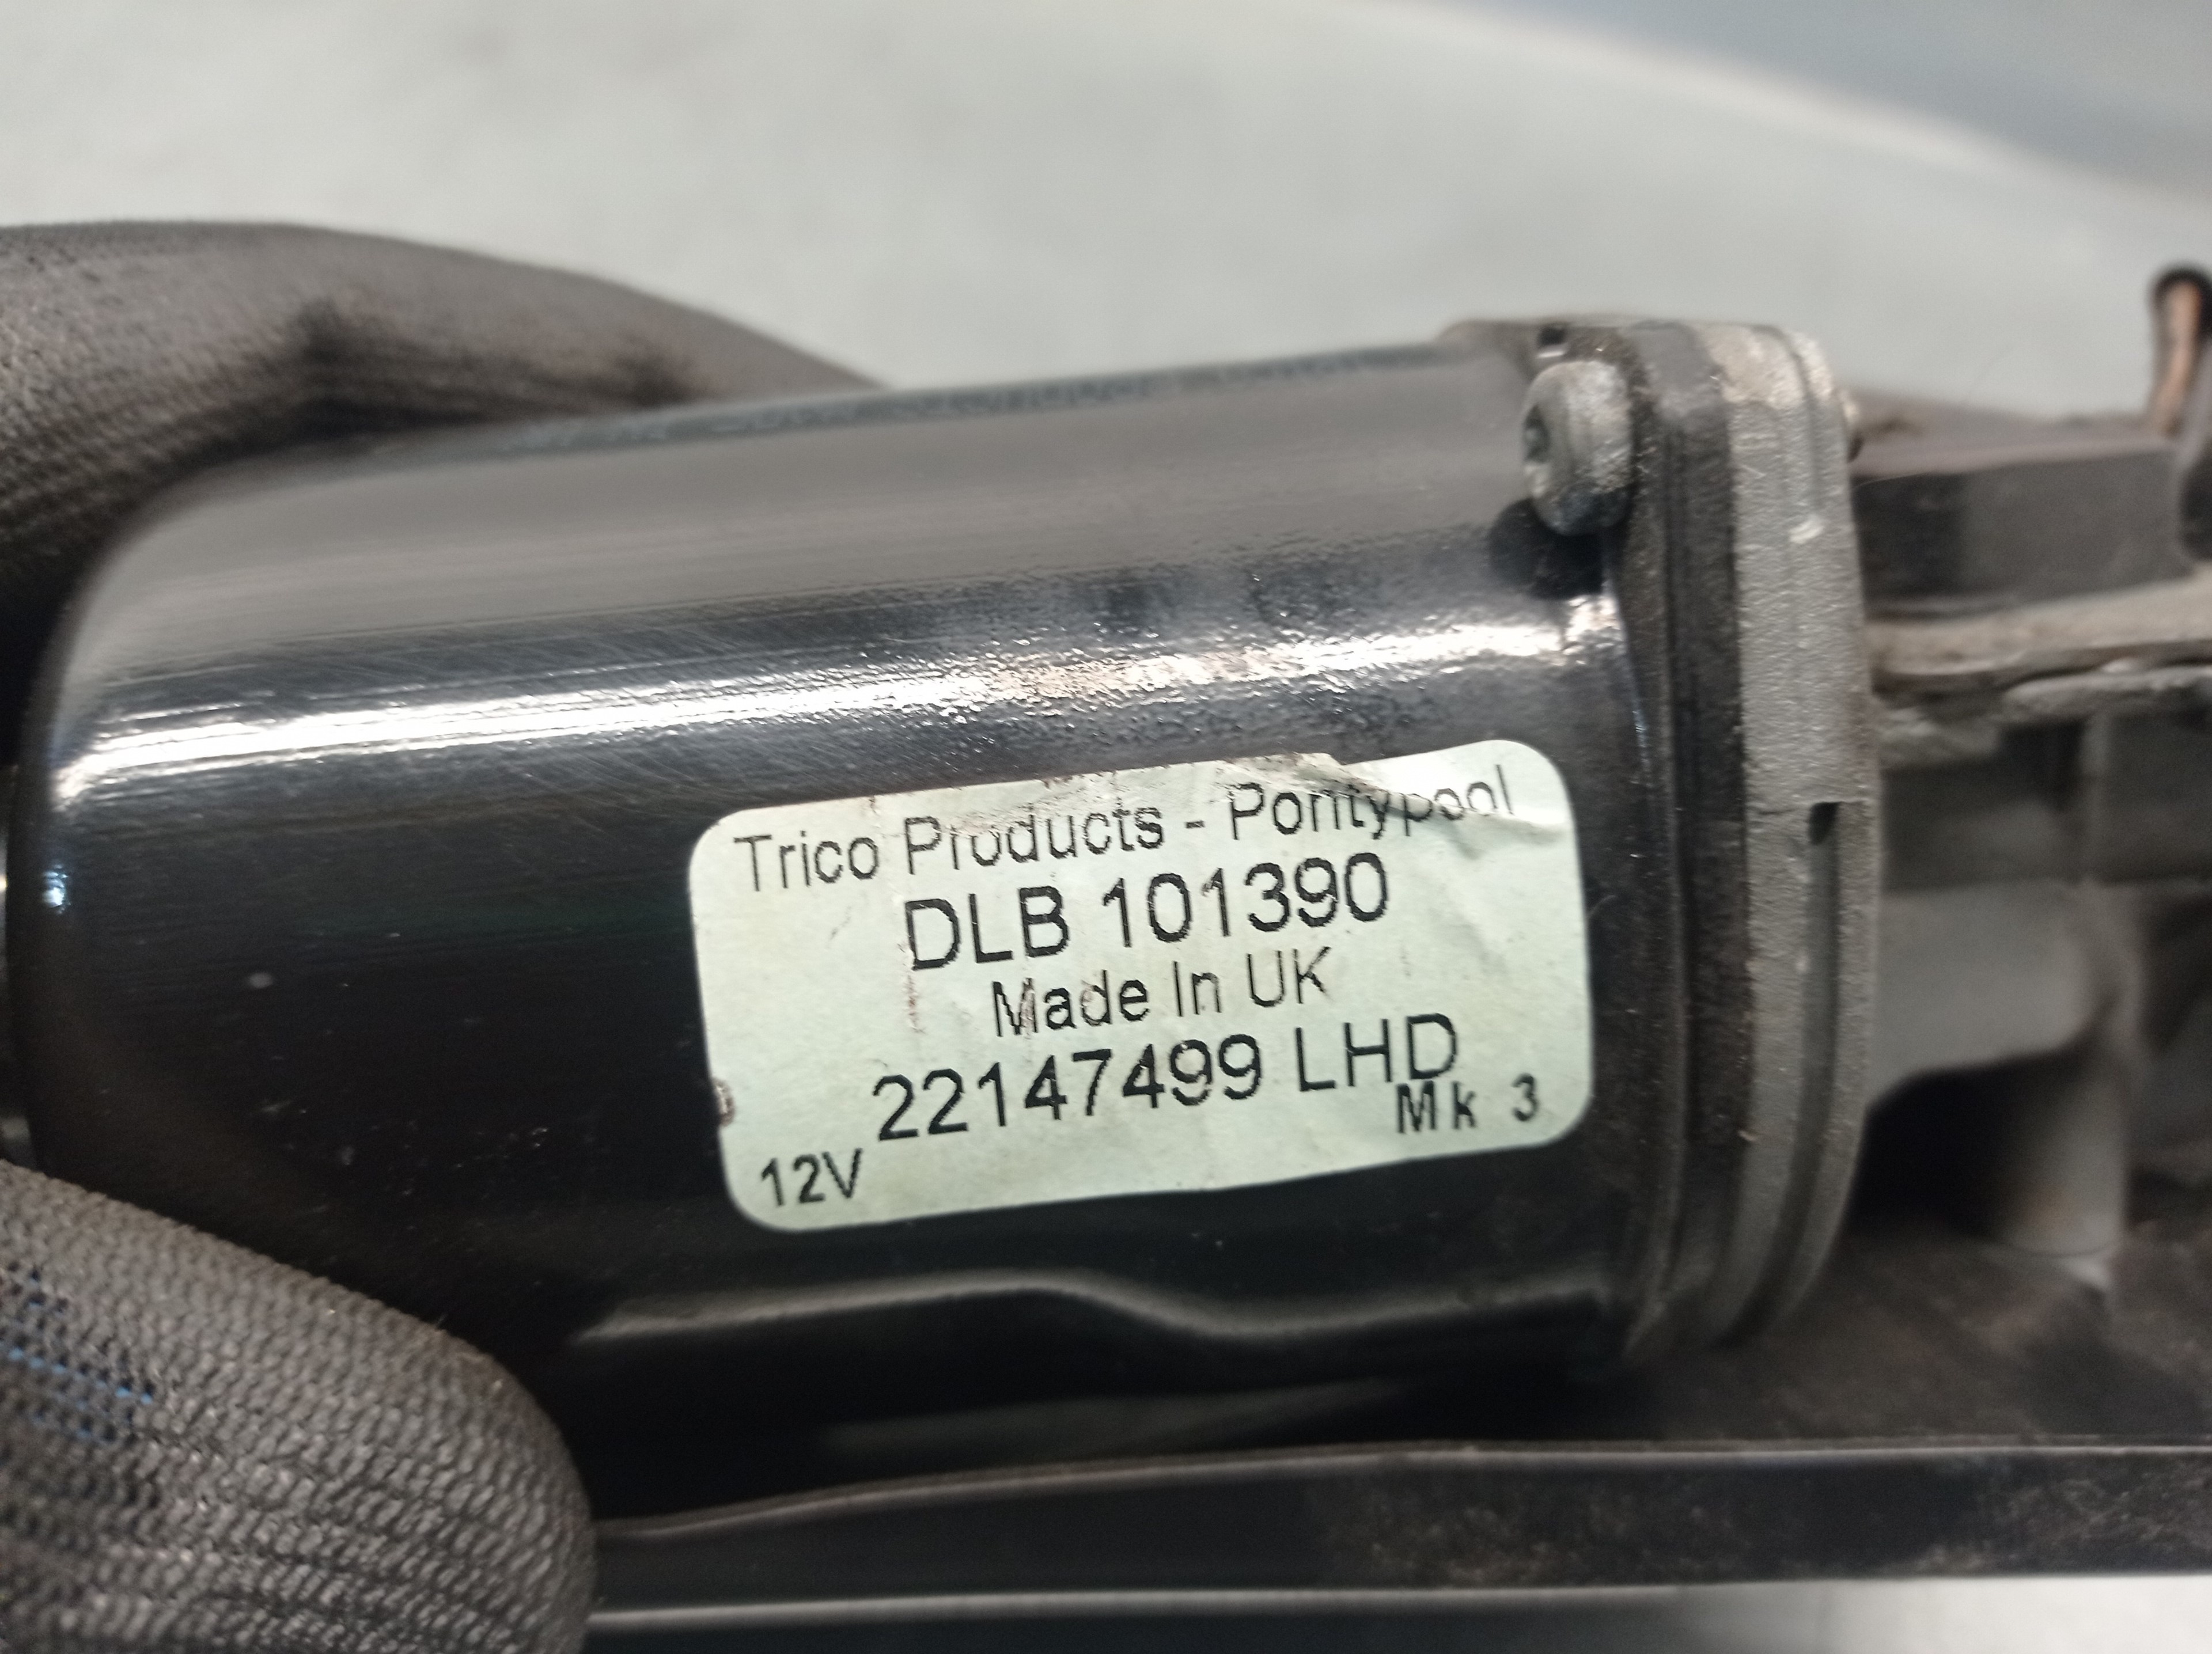 Trico Products - Pontypool
DLB 101390
Made In UK
22147499 LHD
Mk 3
12V